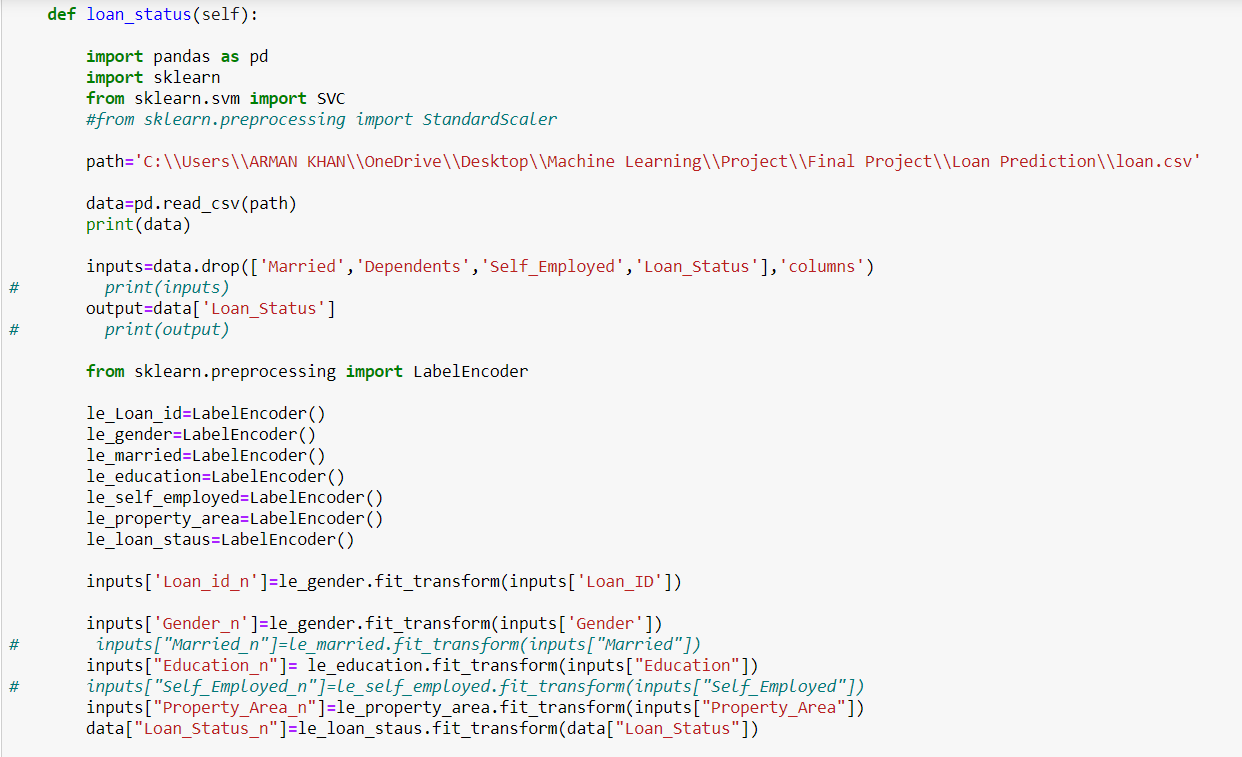 def loan_status(self):
import pandas as pd
import sklearn
from sklearn.svm import SVC
#from sklearn.preprocessing import StandardScaler
path='C:\\Users\\ARMAN KHAN\\OneDrive\\Desktop\\Machine Learning\\Project\\Final Project\\Loan Prediction\\loan.csv'
data=pd.read_csv(path)
print(data)
inputs=data.drop(['Married','Dependents','Self_Employed','Loan_Status'],'columns')
#         print(inputs)
output=data['Loan_Status']
#         print(output)
from sklearn.preprocessing import LabelEncoder
le_Loan_id=LabelEncoder()
le_gender=LabelEncoder()
le_married=LabelEncoder()
le_education=LabelEncoder()
le_self_employed=LabelEncoder()
le_property_area=LabelEncoder()
le_loan_staus=LabelEncoder()
inputs['Loan_id_n']=le_gender.fit_transform(inputs['Loan_ID'])
inputs['Gender_n']=le_gender.fit_transform(inputs['Gender'])
#        inputs["Married_n"]=le_married.fit_transform(inputs["Married"])
inputs["Education_n"]= le_education.fit_transform(inputs["Education"])
#       inputs["Self_Employed_n"]=le_self_employed.fit_transform(inputs["Self_Employed"])
inputs["Property_Area_n"]=le_property_area.fit_transform(inputs["Property_Area"])
data["Loan_Status_n"]=le_loan_staus.fit_transform(data["Loan_Status"])